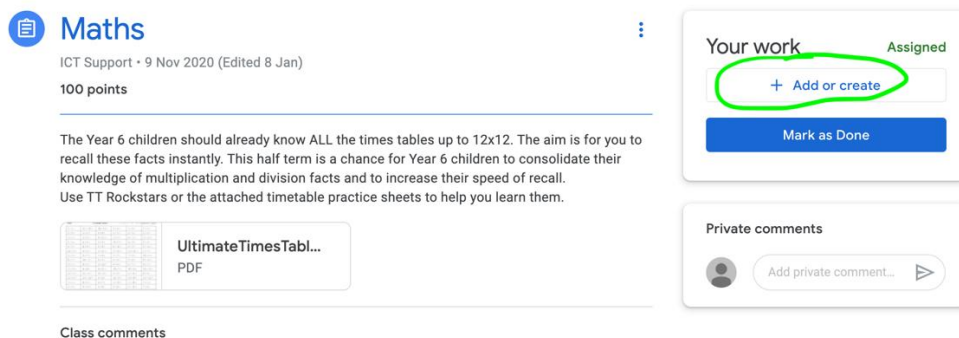 Maths
ICT Support • 9 Nov 2020 (Edited 8 Jan)
100 points
The Year 6 children should already know ALL the times tables up to 12x12. The aim is for you to
recall these facts instantly. This half term is a chance for Year 6 children to consolidate their
knowledge of multiplication and division facts and to increase their speed of recall.
Use TT Rockstars or the attached timetable practice sheets to help you learn them.
UltimateTimesTabl...
PDF
Class comments
Your work
Assigned
+ Add or create
Mark as Done
Private comments
Add private comment...